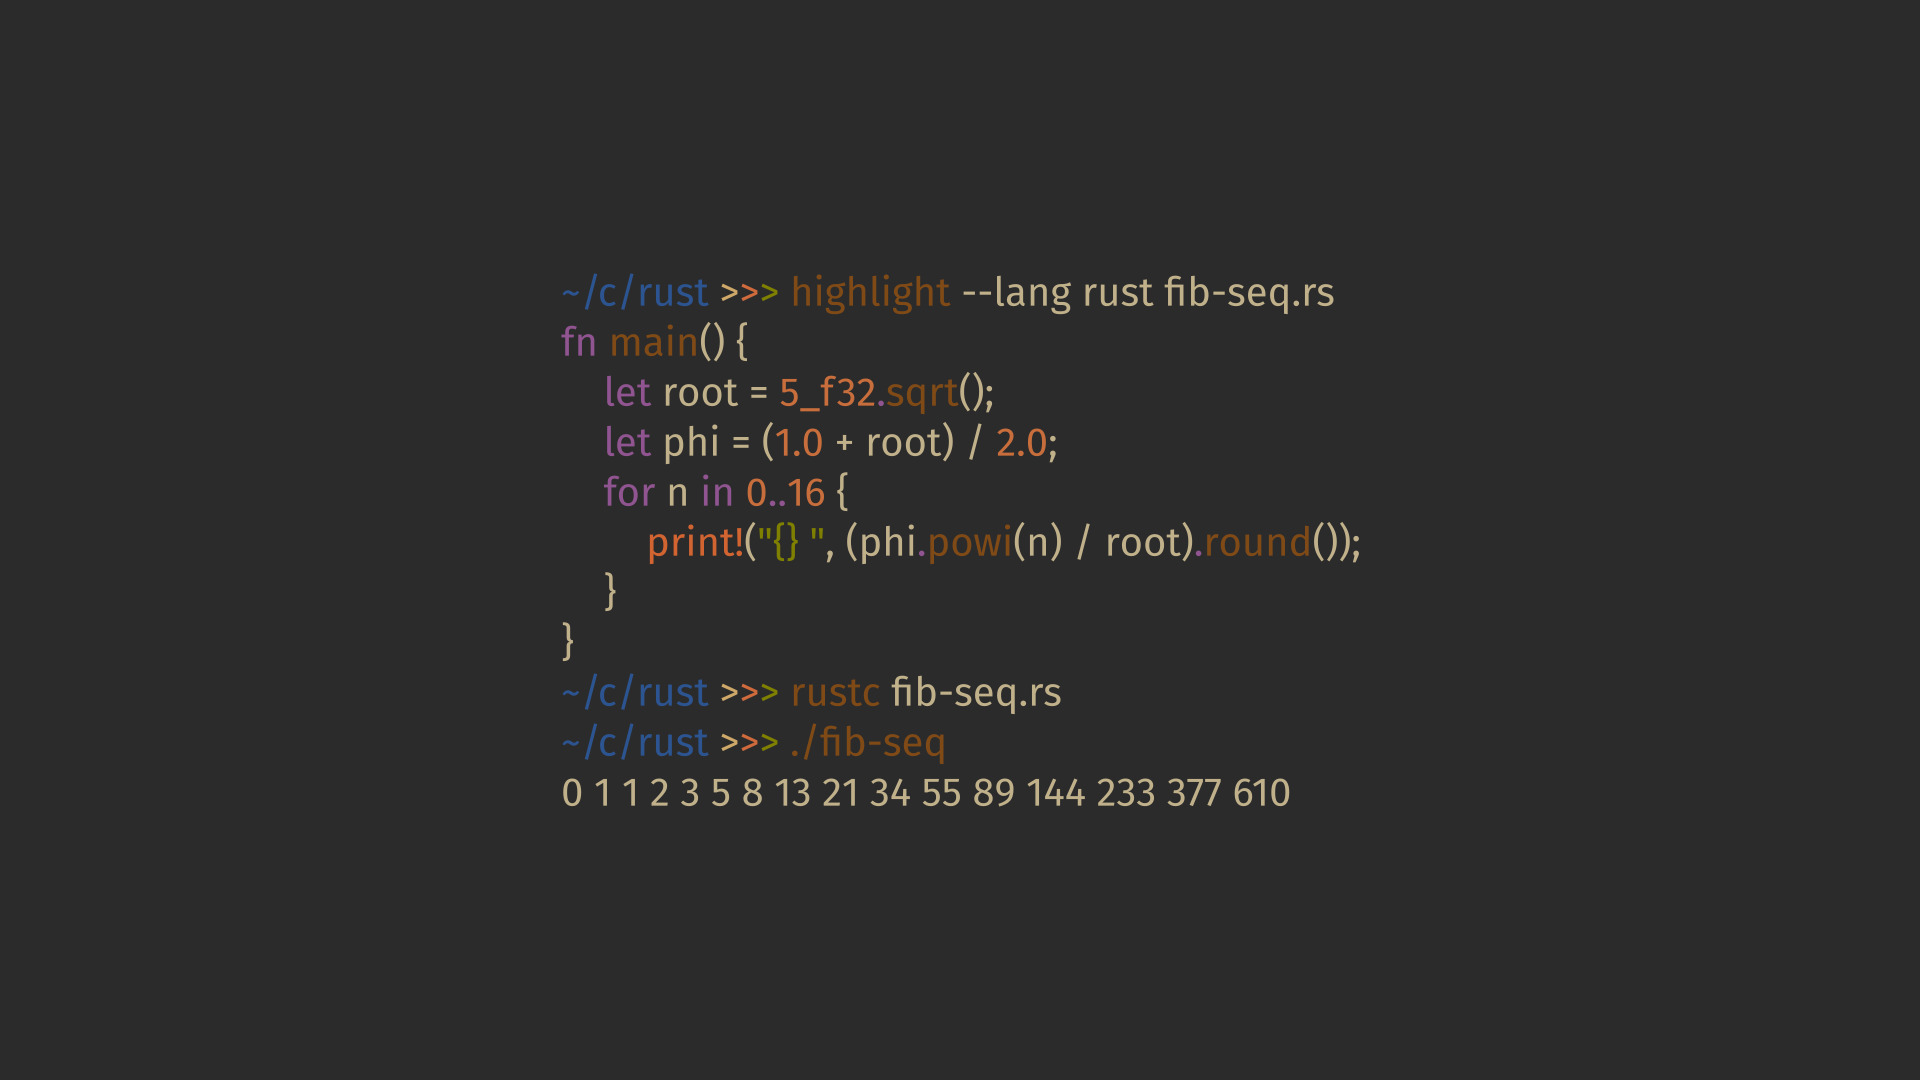 ~/c/rust >>> highlight --lang rust fib-seq.rs
fn main() {
    let root = 5_f32.sqrt();
    let phi = (1.0 + root) / 2.0;
    for n in 0..16 {
        print!("{} ", (phi.powi(n) / root).round());
    }
}
~/c/rust >>> rustc fib-seq.rs
~/c/rust >>> ./fib-seq
0 1 1 2 3 5 8 13 21 34 55 89 144 233 377 610